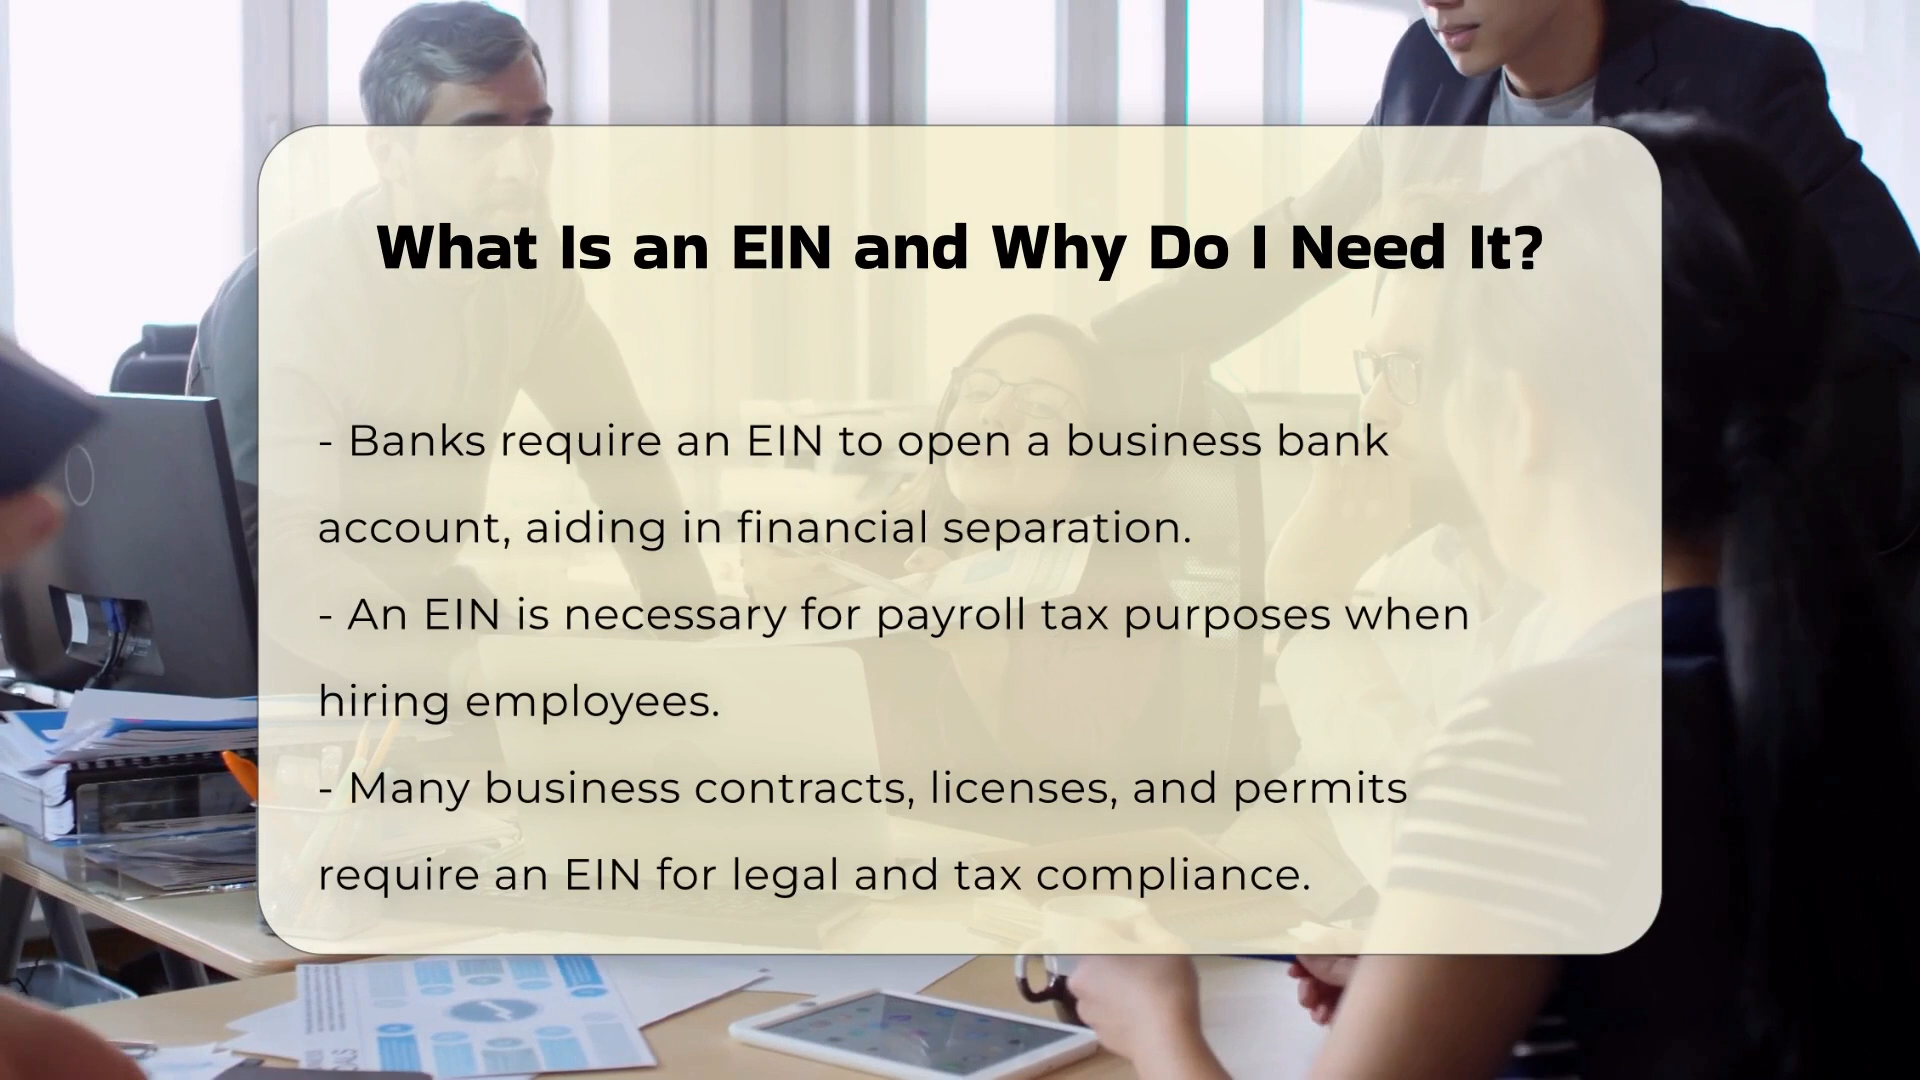 What Is an EIN and Why Do I Need It?
- Banks require an EIN to open a business bank
account, aiding in financial separation.
- An EIN is necessary for payroll tax purposes when
hiring employees.
- Many business contracts, licenses, and permits
require an EIN for legal and tax compliance.